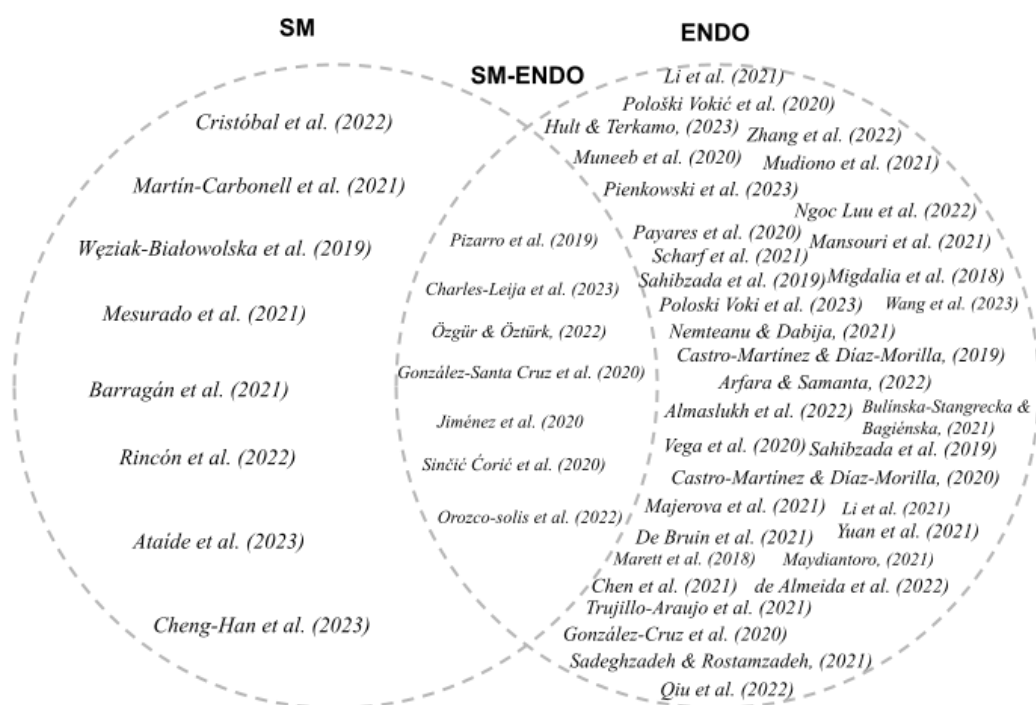 SM
ENDO
SM-ENDO
Cristóbal et al. (2022)
Martín-Carbonell et al. (2021)
Węziak-Białowolska et al. (2019)
Mesurado et al. (2021)
Barragán et al. (2021)
Rincón et al. (2022)
Ataíde et al. (2023)
Cheng-Han et al. (2023)
Pizarro et al. (2019)
Charles-Leija et al. (2023)
Özgür & Öztürk, (2022)
González-Santa Cruz et al. (2020)
Jiménez et al. (2020
Sinčić Ćorić et al. (2020)
Orozco-solis et al. (2022)
Li et al. (2021)
Pološki Vokić et al. (2020)
Hult & Terkamo, (2023)
Zhang et al. (2022)
Muneeb et al. (2020)
Mudiono et al. (2021)
Pienkowski et al. (2023)
Ngoc Luu et al. (2022)
Payares et al. (2020)
Mansouri et al. (2021)
Scharf et al. (2021)
Sahibzada et al. (2019)
Migdalia et al. (2018)
Poloski Voki et al. (2023)
Wang et al. (2023)
Nemteanu & Dabija, (2021)
Castro-Martínez & Díaz-Morilla, (2019)
Arfara & Samanta, (2022)
Almaslukh et al. (2022)
Bulínska-Stangrecka &
Bagiénska, (2021)
Vega et al. (2020)
Sahibzada et al. (2019)
Castro-Martínez & Díaz-Morilla, (2020)
Majerova et al. (2021)
Li et al. (2021)
De Bruin et al. (2021)
Yuan et al. (2021)
Marett et al. (2018)
Maydiantoro, (2021)
Chen et al. (2021)
de Almeida et al. (2022)
Trujillo-Araujo et al. (2021)
González-Cruz et al. (2020)
Sadeghzadeh & Rostamzadeh, (2021)
Qiu et al. (2022)